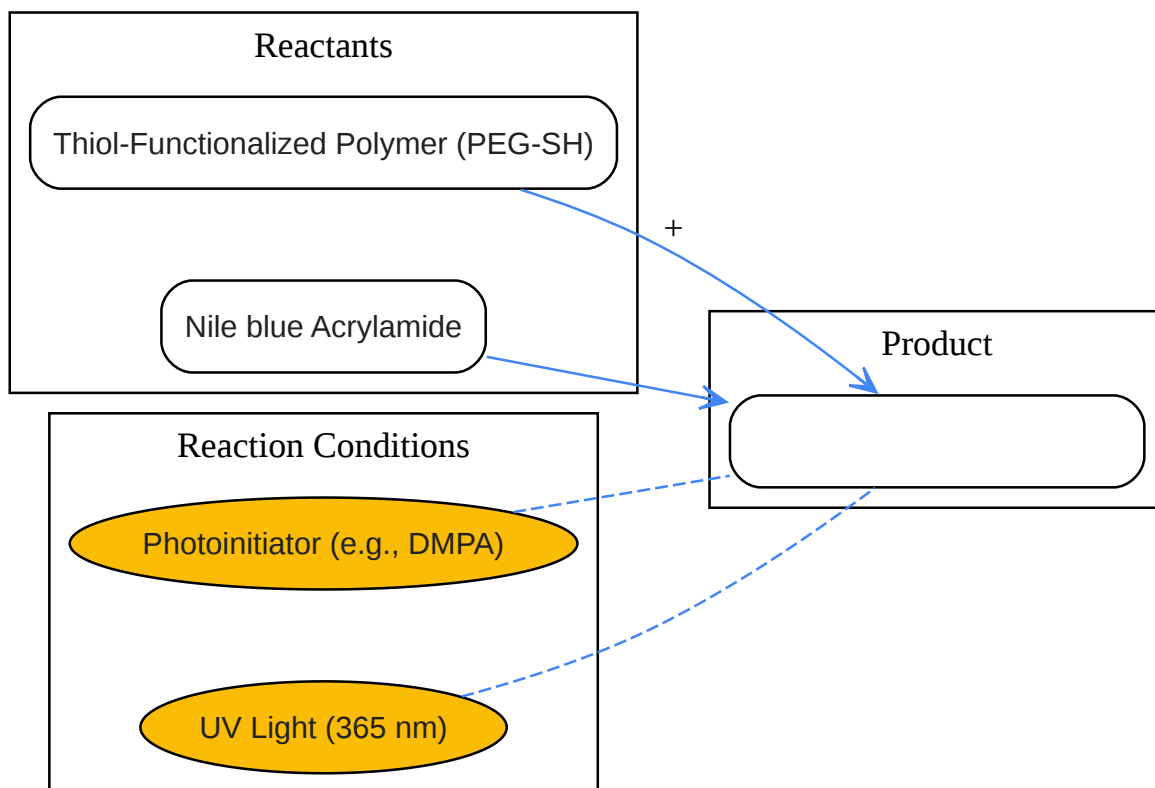 Reactants
Thiol-Functionalized Polymer (PEG-SH)
+
Nile blue Acrylamide
Product
Reaction Conditions
Photoinitiator (e.g., DMPA)
UV Light (365 nm)